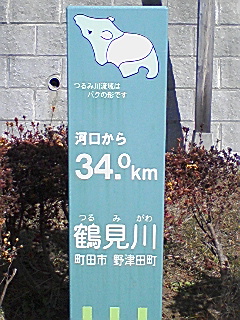 つるみ川流域は
バクの形です
河口から
34.0km
つる み がわ
鶴見川
町田市 野津田町